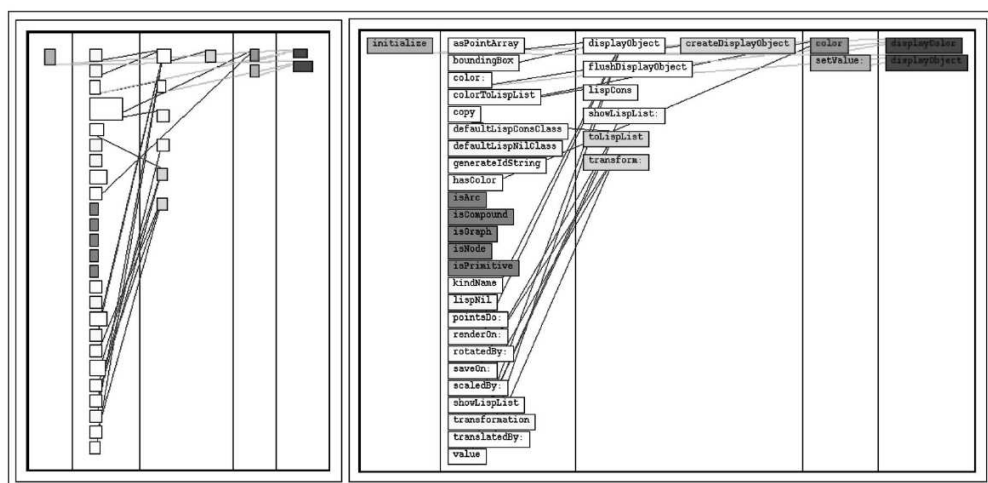 initialize
asPointArray
boundingBox
color:
colorToLispList
copy
defaultLispConsClass
defaultLispNilClass
generateIdString
hasColor
isArc
isCompound
isGraph
isNode
isPrimitive
kindName
lispNil
pointsDo:
renderOn:
rotatedBy:
saveOn:
scaledBy:
showLispList
transformation
translatedBy:
value
displayObject
flushDisplayObject
lispCons
showLispList:
toLispList
transform:
createDisplayObject
color
setValue:
displayColor
displayObject